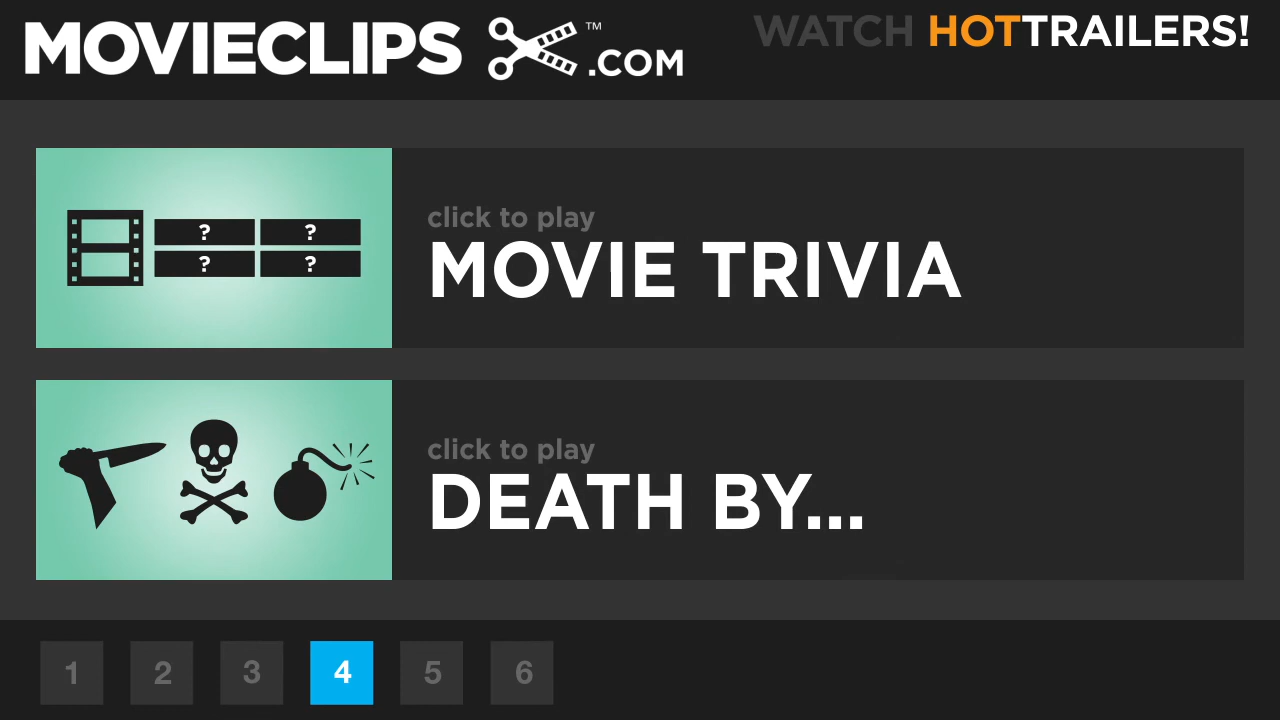 MOVIECLIPS ™ .COM
WATCH HOTTRAILERS!
? ?
? ?
click to play
MOVIE TRIVIA
click to play
DEATH BY...
1 2 3 4 5 6